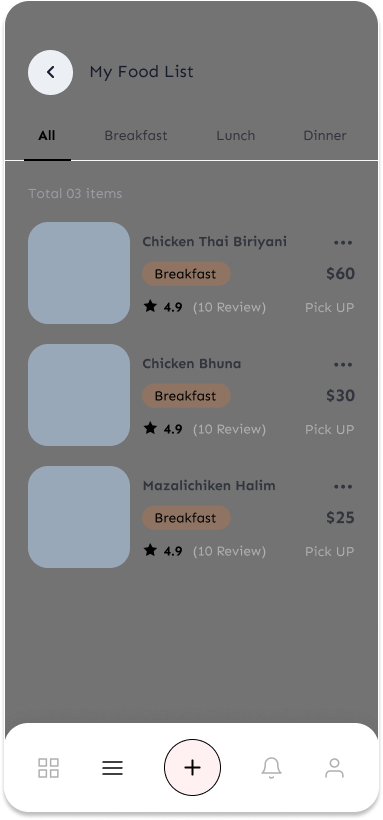 My Food List
All Breakfast Lunch Dinner
Total 03 items
Chicken Thai Biriyani
Breakfast $60
4.9 (10 Review) Pick UP
Chicken Bhuna
Breakfast $30
4.9 (10 Review) Pick UP
Mazalichiken Halim
Breakfast $25
4.9 (10 Review) Pick UP